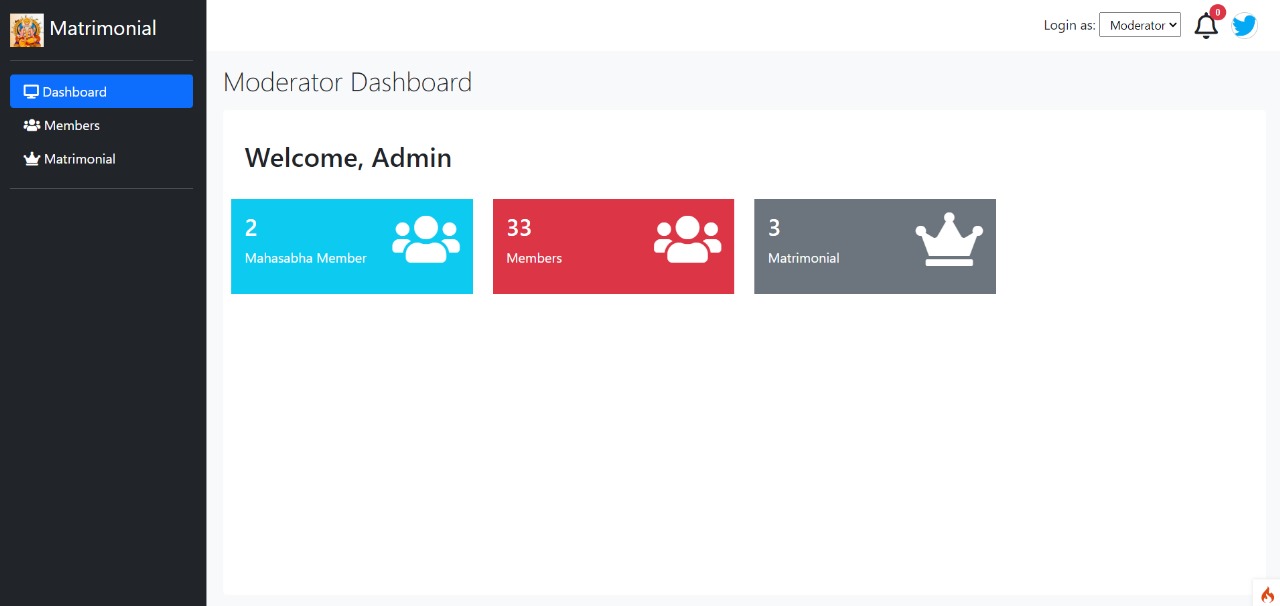 Matrimonial
Login as: Moderator
0
Dashboard
Members
Matrimonial
Moderator Dashboard
Welcome, Admin
2
Mahasabha Member
33
Members
3
Matrimonial